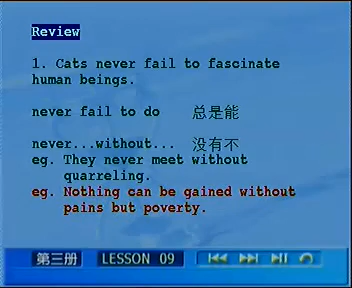 Review
1. Cats never fail to fascinate
human beings.
never fail to do 总是能
never...without... 没有不
eg. They never meet without
quarreling.
eg. Nothing can be gained without
pains but poverty.
第三册 LESSON 09